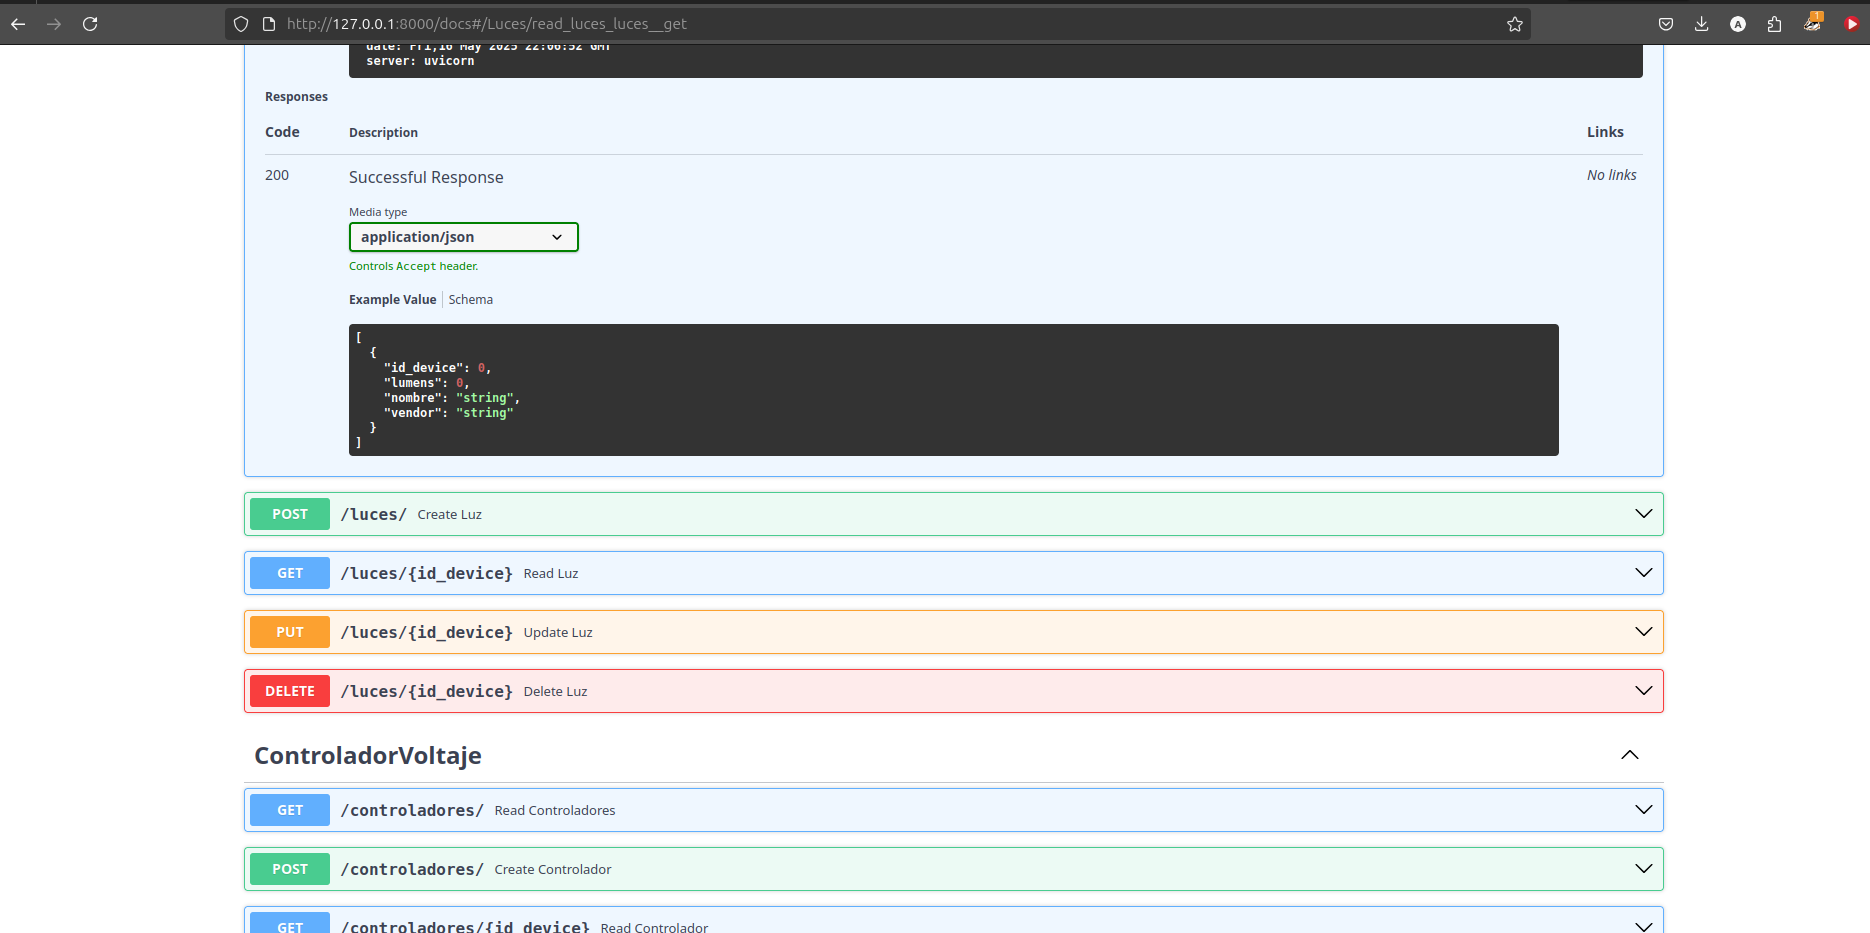 http://127.0.0.1:8000/docs#/Luces/read_luces_luces__get
A
1
date: Fri,16 May 2025 22:06:52 GMT
server: uvicorn
Responses
Code Description Links
200 Successful Response No links
Media type
application/json
Controls Accept header.
Example Value Schema
[
  {
    "id_device": 0,
    "lumens": 0,
    "nombre": "string",
    "vendor": "string"
  }
]
POST /luces/ Create Luz
GET /luces/{id_device} Read Luz
PUT /luces/{id_device} Update Luz
DELETE /luces/{id_device} Delete Luz
ControladorVoltaje
GET /controladores/ Read Controladores
POST /controladores/ Create Controlador
GET /controladores/{id_device} Read Controlador